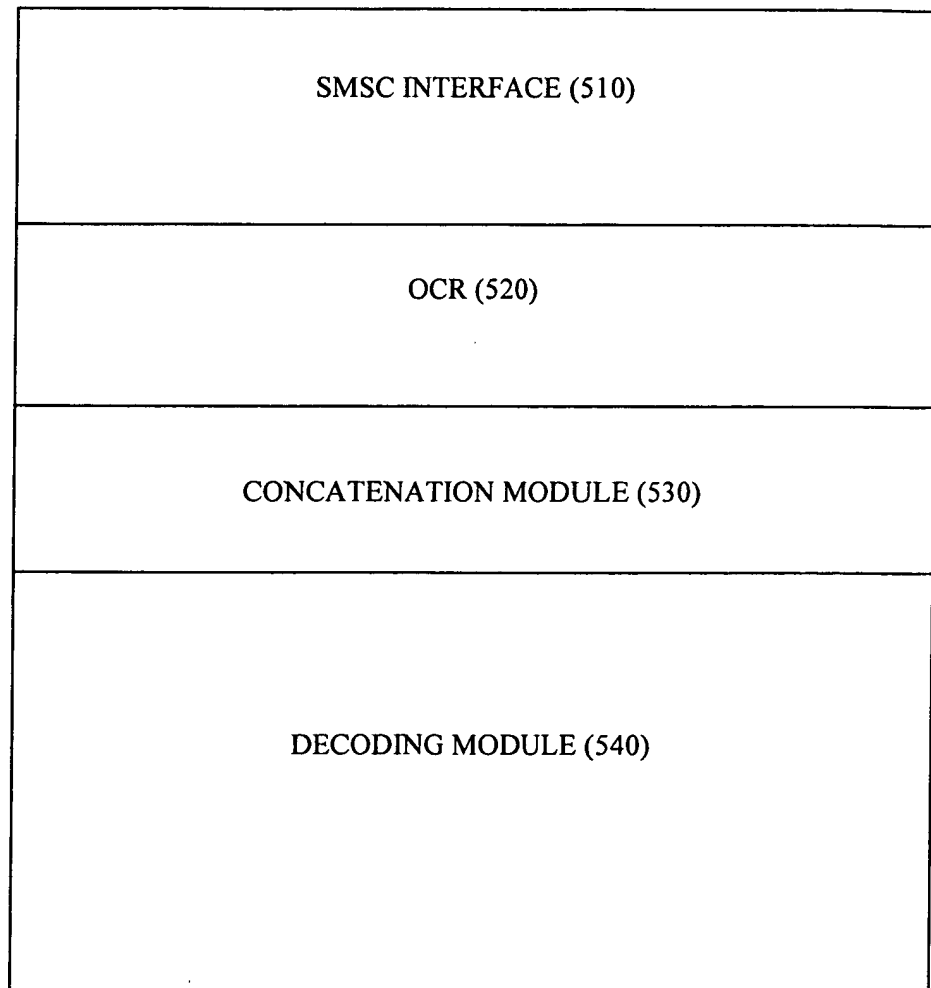 SMSC INTERFACE (510)
OCR (520)
CONCATENATION MODULE (530)
DECODING MODULE (540)